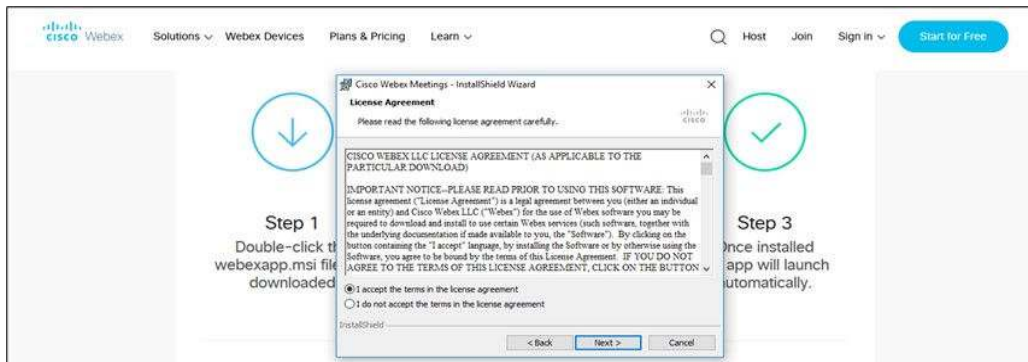 CISCO Webex
Solutions
Webex Devices
Plans & Pricing
Learn
Host
Join
Sign in
Start for Free
Cisco Webex Meetings - InstallShield Wizard
License Agreement
Please read the following license agreement carefully.
CISCO
CISCO WEBEX LLC LICENSE AGREEMENT (AS APPLICABLE TO THE
PARTICULAR DOWNLOAD)
IMPORTANT NOTICE--PLEASE READ PRIOR TO USING THIS SOFTWARE: This
license agreement ("License Agreement") is a legal agreement between you (either an individual
or an entity) and Cisco Webex LLC ("Webex") for the use of Webex software you may be
required to download and install to use certain Webex services (such software, together with
the underlying documentation if made available to you, the "Software"). By clicking on the
button containing the "I accept" language, by installing the Software or by otherwise using the
Software, you agree to be bound by the terms of this License Agreement. IF YOU DO NOT
AGREE TO THE TERMS OF THIS LICENSE AGREEMENT, CLICK ON THE BUTTON
I accept the terms in the license agreement
I do not accept the terms in the license agreement
InstallShield
< Back
Next >
Cancel
Step 1
Double-click th
webexapp.msi file
downloaded
Step 3
Once installed
app will launch
utomatically.